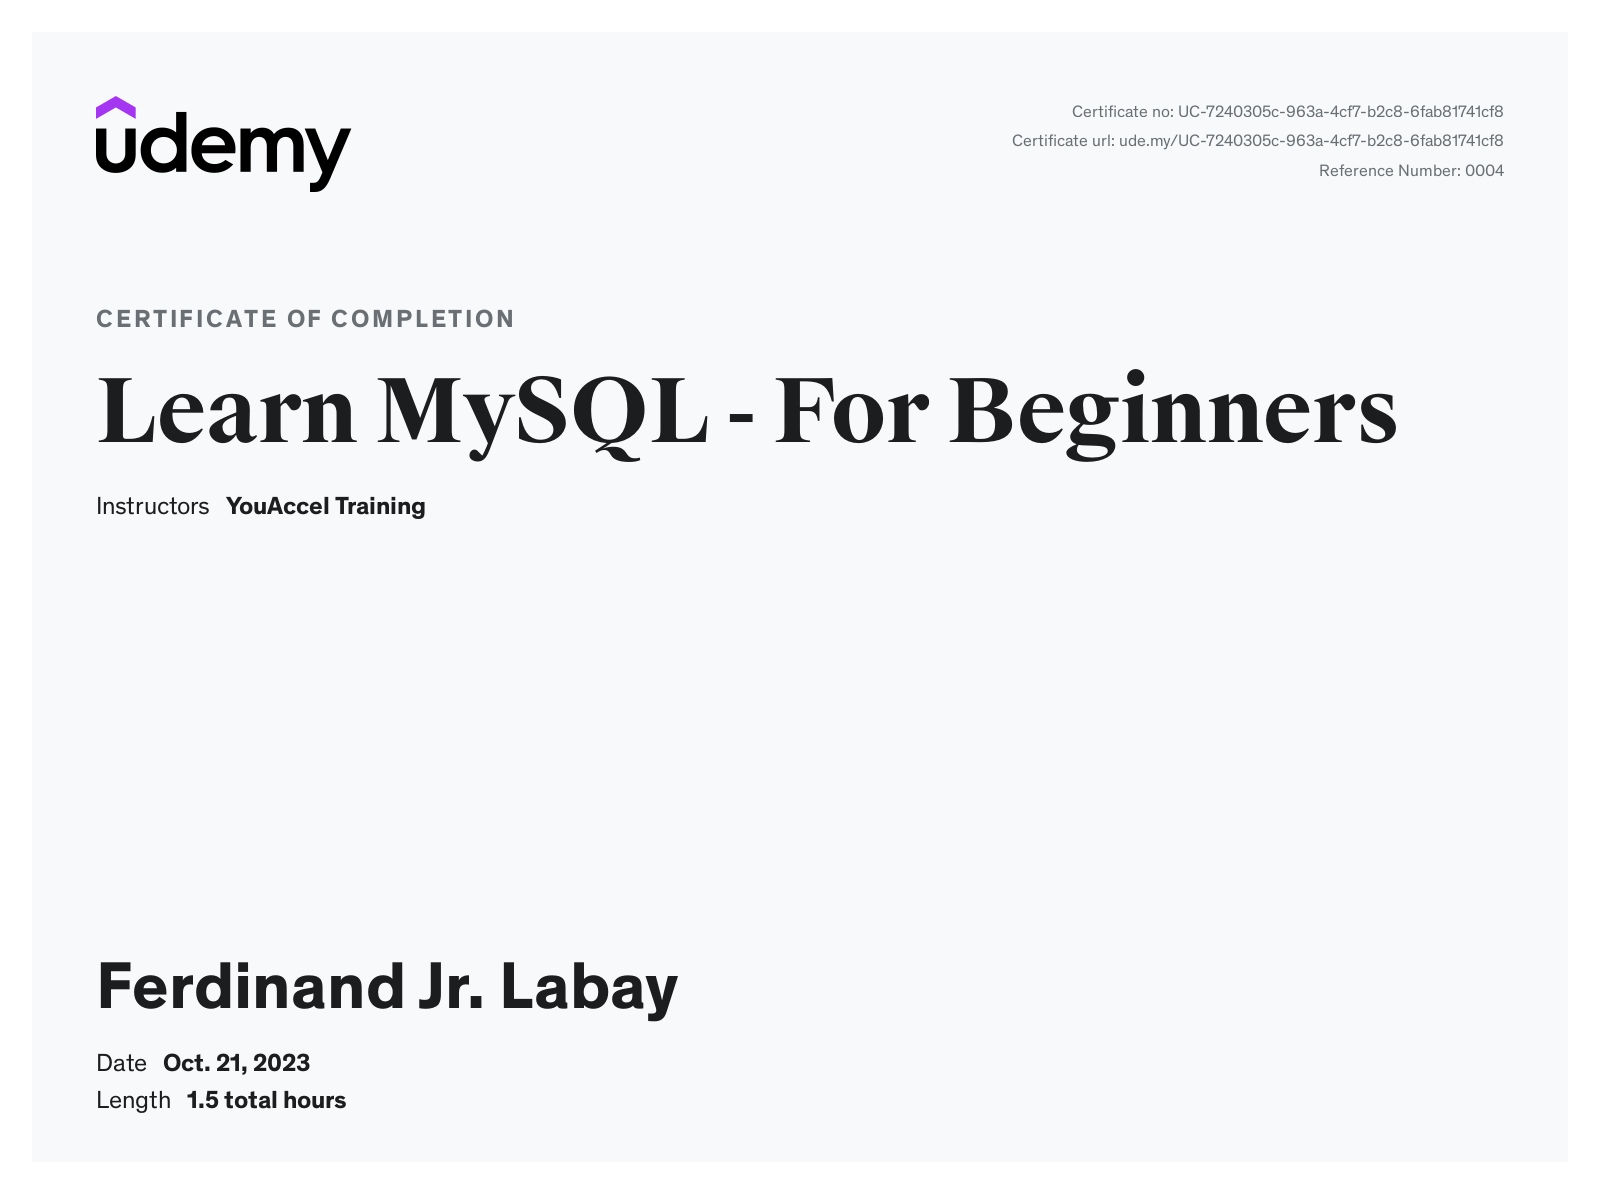 udemy
Certificate no: UC-7240305c-963a-4cf7-b2c8-6fab81741cf8
Certificate url: ude.my/UC-7240305c-963a-4cf7-b2c8-6fab81741cf8
Reference Number: 0004
CERTIFICATE OF COMPLETION
Learn MySQL - For Beginners
Instructors YouAccel Training
Ferdinand Jr. Labay
Date Oct. 21, 2023
Length 1.5 total hours